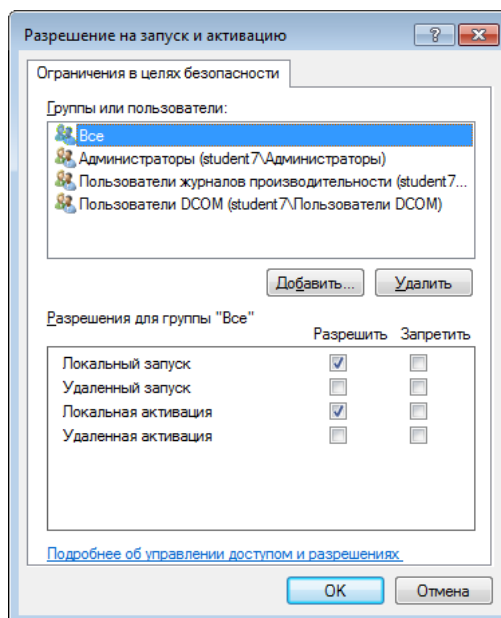 Разрешение на запуск и активацию
Ограничения в целях безопасности
Группы или пользователи:
Все
Администраторы (student7\Администраторы)
Пользователи журналов производительности (student7...
Пользователи DCOM (student7\Пользователи DCOM)
Добавить... Удалить
Разрешения для группы "Все"
Разрешить Запретить
Локальный запуск
Удаленный запуск
Локальная активация
Удаленная активация
Подробнее об управлении доступом и разрешениях
OK Отмена